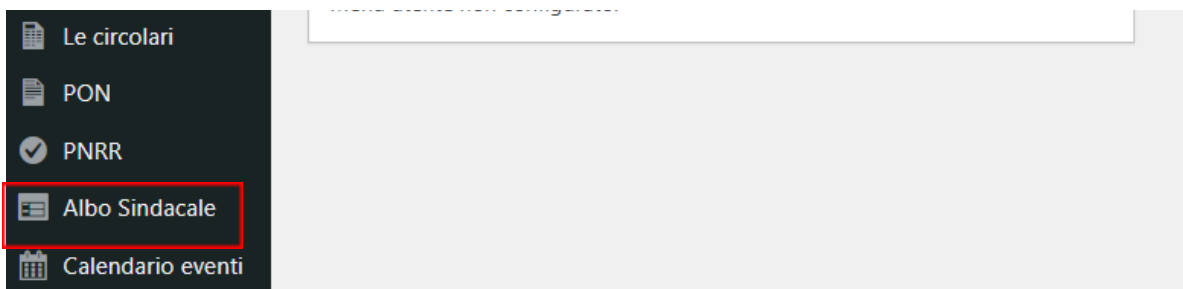 Le circolari
PON
PNRR
Albo Sindacale
Calendario eventi